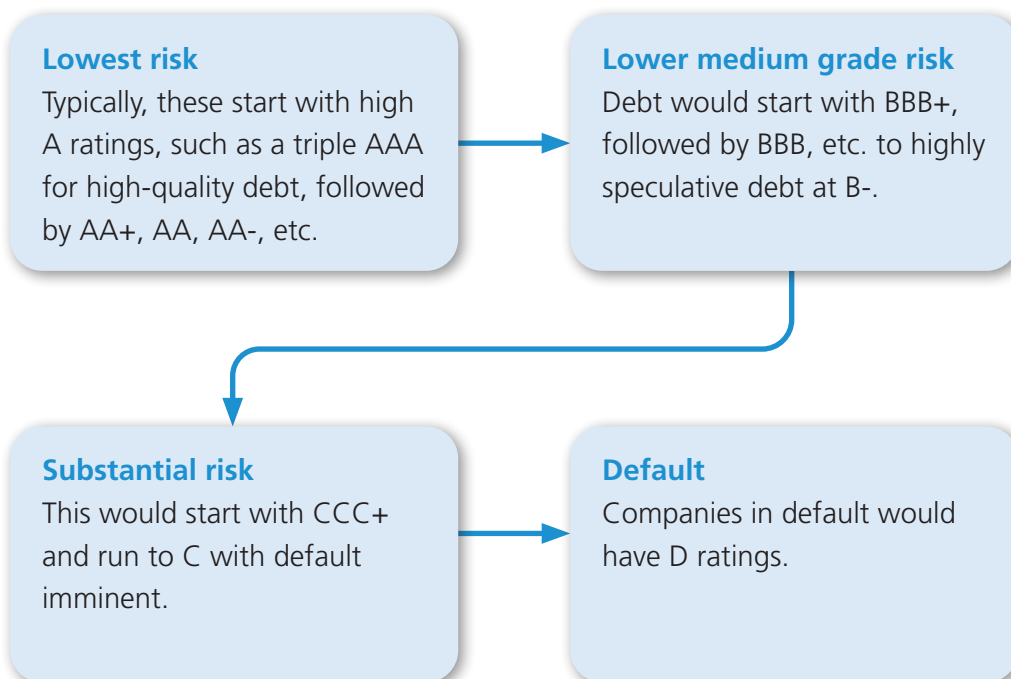 Lowest risk
Typically, these start with high
A ratings, such as a triple AAA
for high-quality debt, followed
by AA+, AA, AA-, etc.
Lower medium grade risk
Debt would start with BBB+,
followed by BBB, etc. to highly
speculative debt at B-.
Substantial risk
This would start with CCC+
and run to C with default
imminent.
Default
Companies in default would
have D ratings.